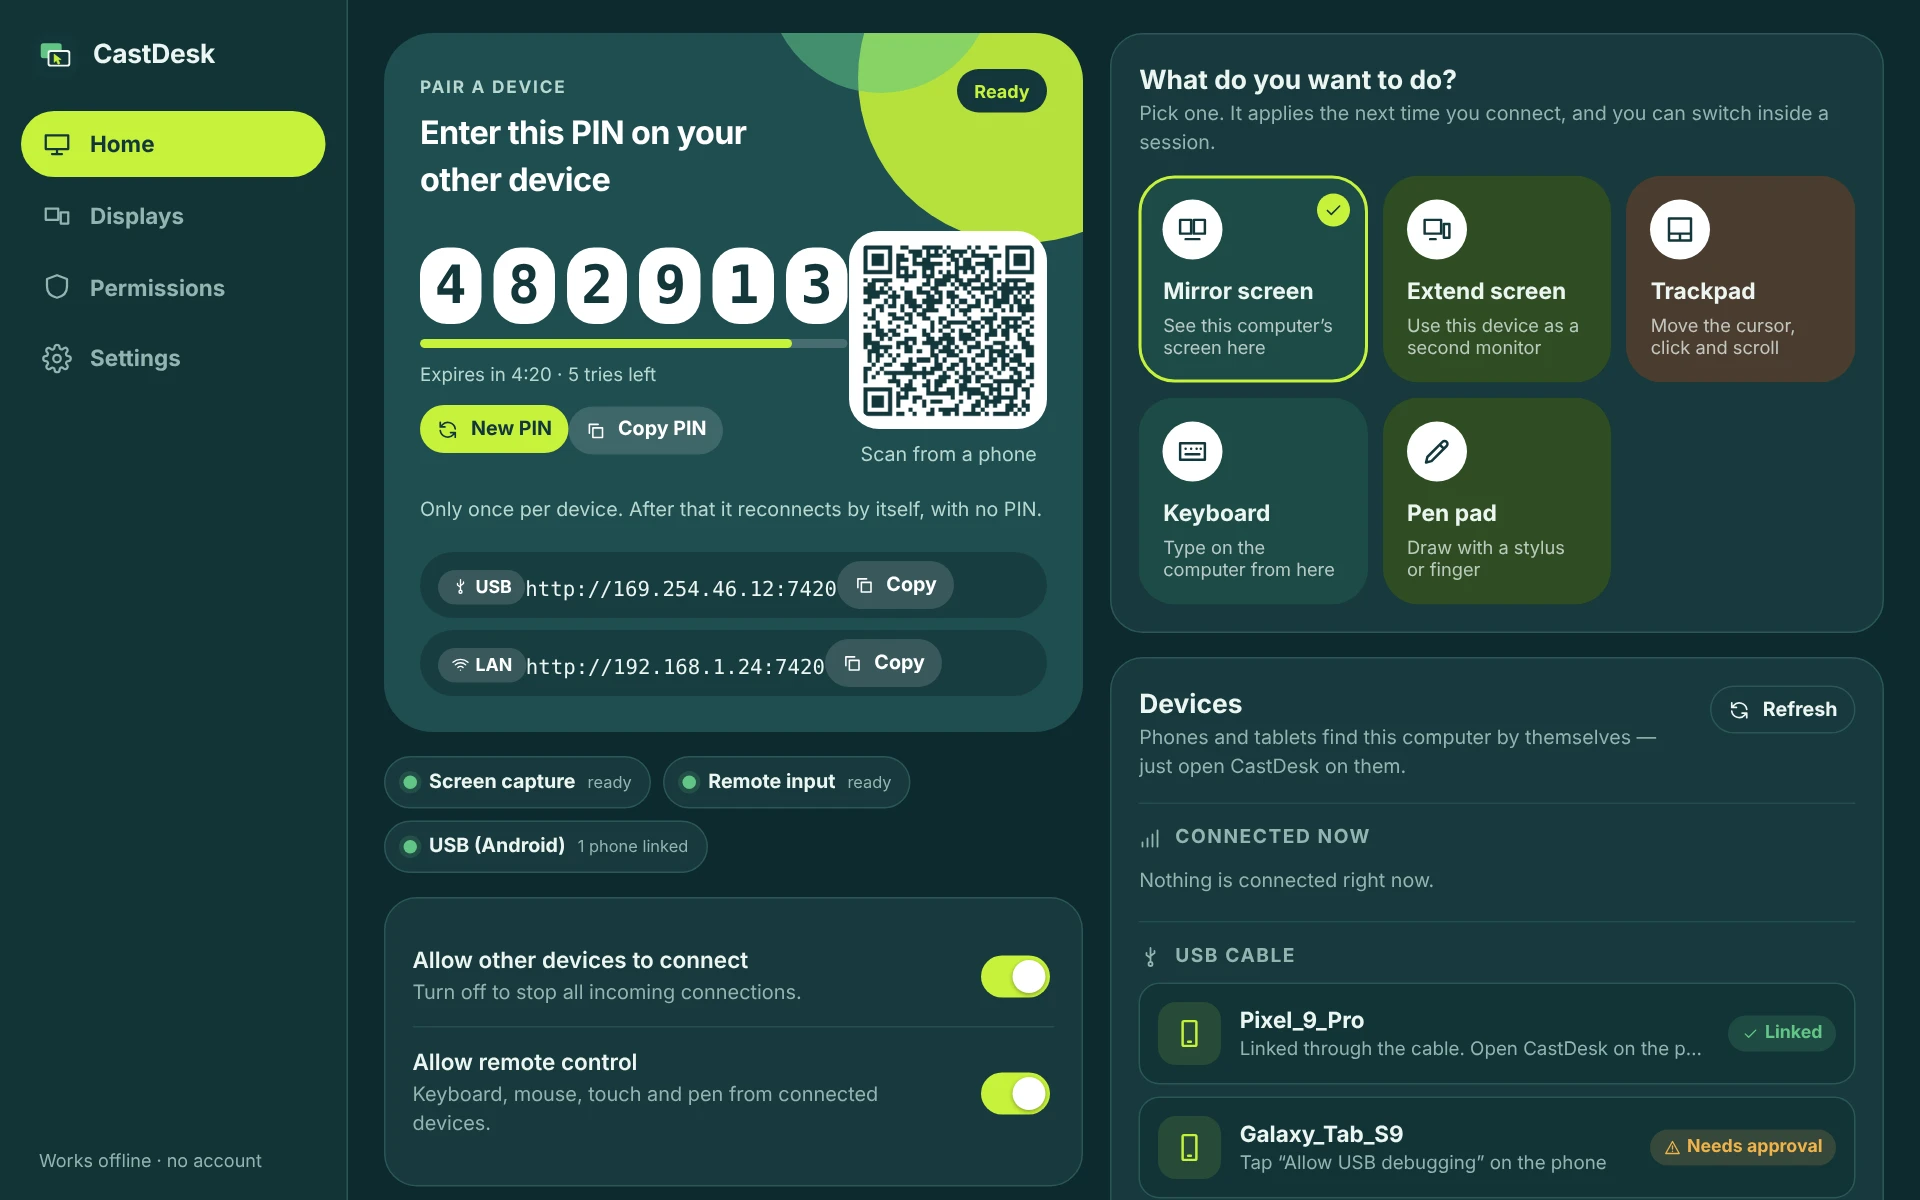 CastDesk
Home
Displays
Permissions
Settings
Works offline · no account
PAIR A DEVICE
Ready
Enter this PIN on your
other device
4 8 2 9 1 3
Expires in 4:20 · 5 tries left
New PIN
Copy PIN
Scan from a phone
Only once per device. After that it reconnects by itself, with no PIN.
USB http://169.254.46.12:7420 Copy
LAN http://192.168.1.24:7420 Copy
Screen capture ready
Remote input ready
USB (Android) 1 phone linked
Allow other devices to connect
Turn off to stop all incoming connections.
Allow remote control
Keyboard, mouse, touch and pen from connected
devices.
What do you want to do?
Pick one. It applies the next time you connect, and you can switch inside a
session.
Mirror screen
See this computer’s
screen here
Extend screen
Use this device as a
second monitor
Trackpad
Move the cursor,
click and scroll
Keyboard
Type on the
computer from here
Pen pad
Draw with a stylus
or finger
Devices
Refresh
Phones and tablets find this computer by themselves —
just open CastDesk on them.
CONNECTED NOW
Nothing is connected right now.
USB CABLE
Pixel_9_Pro
Linked through the cable. Open CastDesk on the p...
Linked
Galaxy_Tab_S9
Tap “Allow USB debugging” on the phone
Needs approval